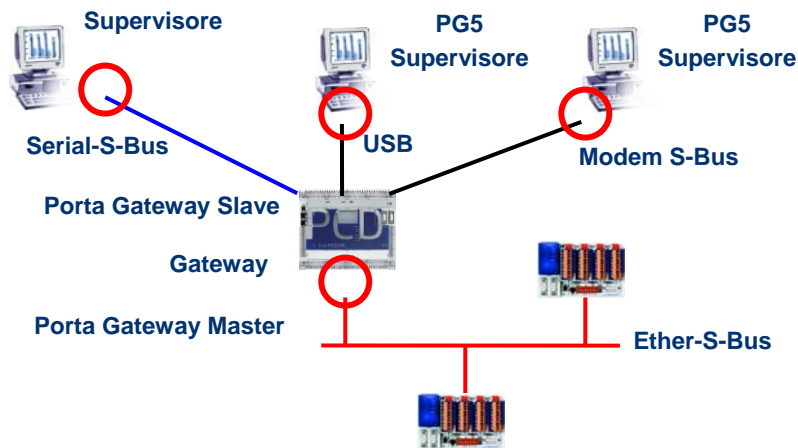 Supervisore
PG5
Supervisore
PG5
Supervisore
Serial-S-Bus
USB
Modem S-Bus
Porta Gateway Slave
PCD
Gateway
Porta Gateway Master
Ether-S-Bus